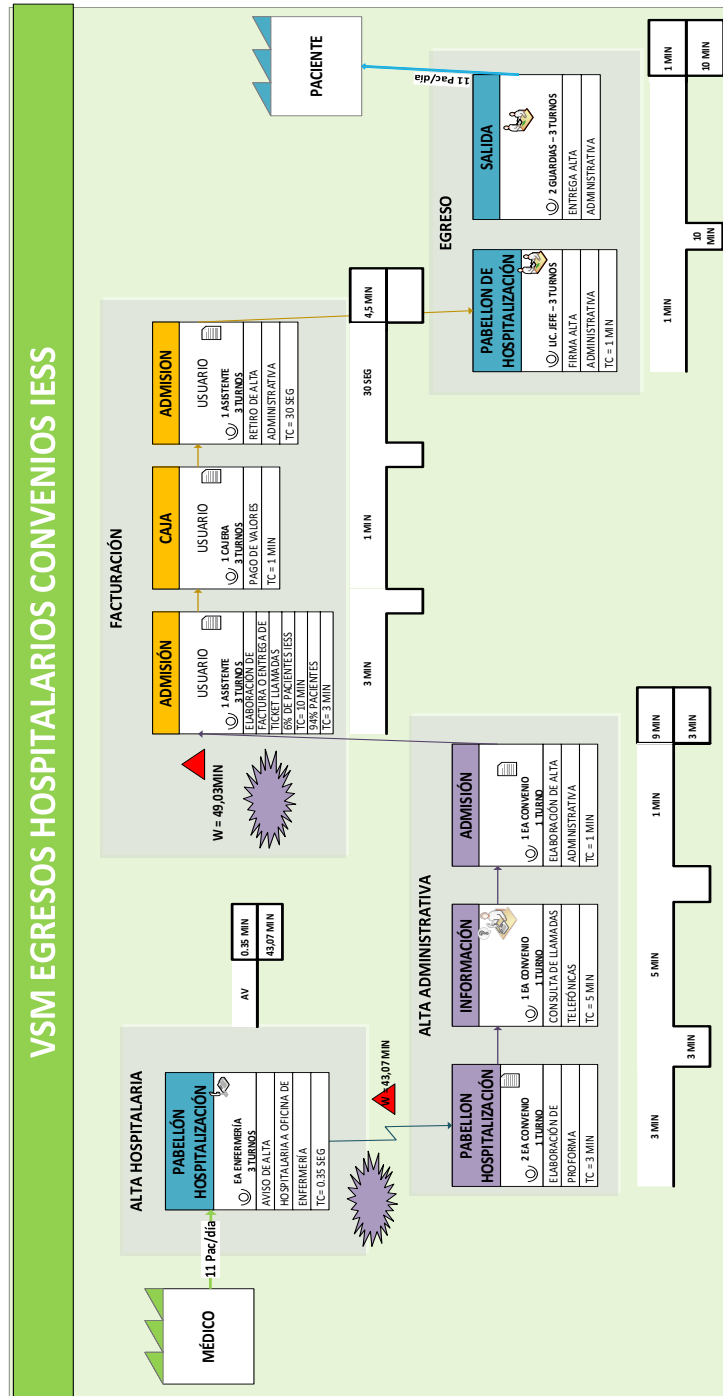 VSM EGRESOS HOSPITALARIOS CONVENIOS IESS
MÉDICO
11 Pac/día
ALTA HOSPITALARIA
PABELLÓN
HOSPITALIZACIÓN
EA ENFERMERÍA
3 TURNOS
AVISO DE ALTA
HOSPITALARIA A OFICINA DE
ENFERMERÍA
TC= 0.35 SEG
AV
0.35 MIN
43,07 MIN
W = 43,07 MIN
ALTA ADMINISTRATIVA
PABELLON
HOSPITALIZACIÓN
2 EA CONVENIO
1 TURNO
ELABORACIÓN DE
PROFORMA
TC = 3 MIN
INFORMACIÓN
1 EA CONVENIO
1 TURNO
CONSULTA DE LLAMADAS
TELEFÓNICAS
TC = 5 MIN
ADMISIÓN
1 EA CONVENIO
1 TURNO
ELABORACIÓN DE ALTA
ADMINISTRATIVA
TC = 1 MIN
3 MIN
3 MIN
5 MIN
1 MIN
9 MIN
3 MIN
W = 49,03MIN
FACTURACIÓN
ADMISIÓN
USUARIO
1 ASISTENTE
3 TURNOS
ELABORACIÓN DE
FACTURA O ENTREGA DE
TICKET LLAMADAS
6% DE PACIENTES IESS
TC= 10 MIN
94% PACIENTES
TC= 3 MIN
CAJA
USUARIO
1 CAJERA
3 TURNOS
PAGO DE VALORES
TC = 1 MIN
ADMISION
USUARIO
1 ASISTENTE
3 TURNOS
RETIRO DE ALTA
ADMINISTRATIVA
TC = 30 SEG
3 MIN
1 MIN
30 SEG
4,5 MIN
EGRESO
PABELLON DE
HOSPITALIZACIÓN
LIC. JEFE – 3 TURNOS
FIRMA ALTA
ADMINISTRATIVA
TC = 1 MIN
SALIDA
2 GUARDIAS – 3 TURNOS
ENTREGA ALTA
ADMINISTRATIVA
1 MIN
10
MIN
1 MIN
10 MIN
11 Pac/día
PACIENTE